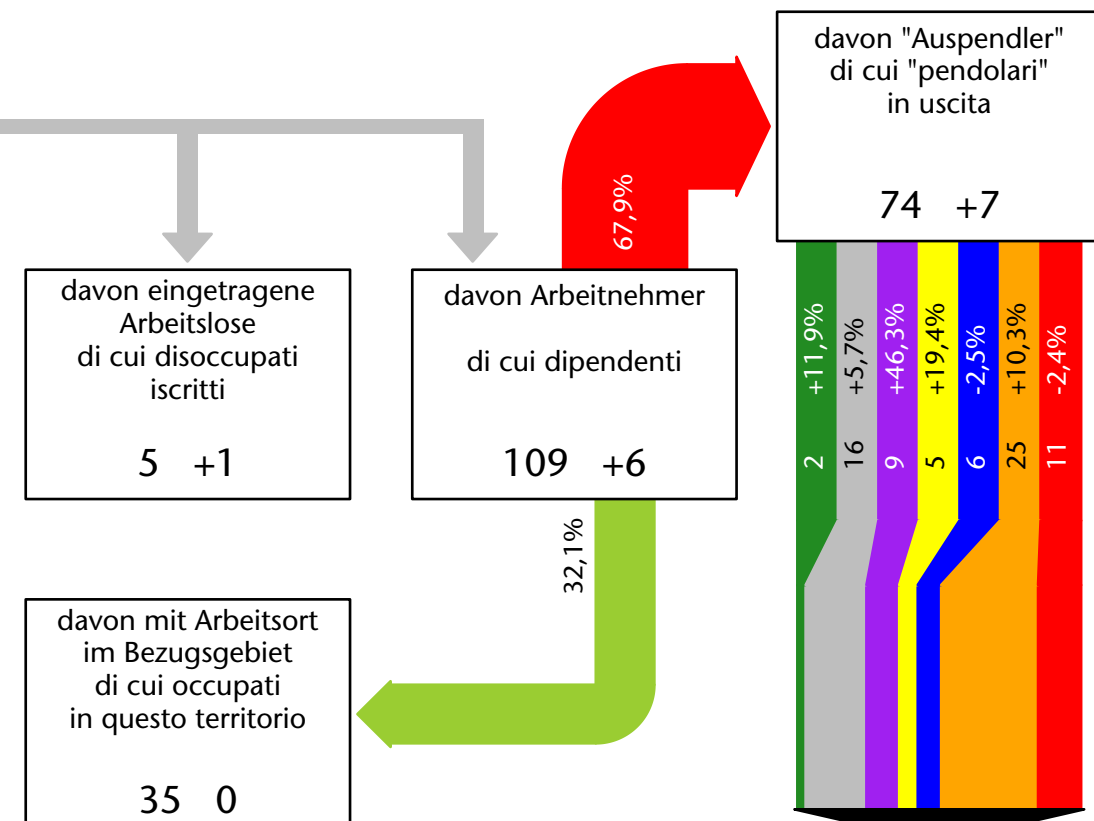 davon "Auspendler"
di cui "pendolari"
in uscita
74 +7
67,9%
davon eingetragene
Arbeitslose
di cui disoccupati
iscritti
5 +1
davon Arbeitnehmer
di cui dipendenti
109 +6
2 +11,9%
16 +5,7%
9 +46,3%
5 +19,4%
6 -2,5%
25 +10,3%
11 -2,4%
32,1%
davon mit Arbeitsort
im Bezugsgebiet
di cui occupati
in questo territorio
35 0